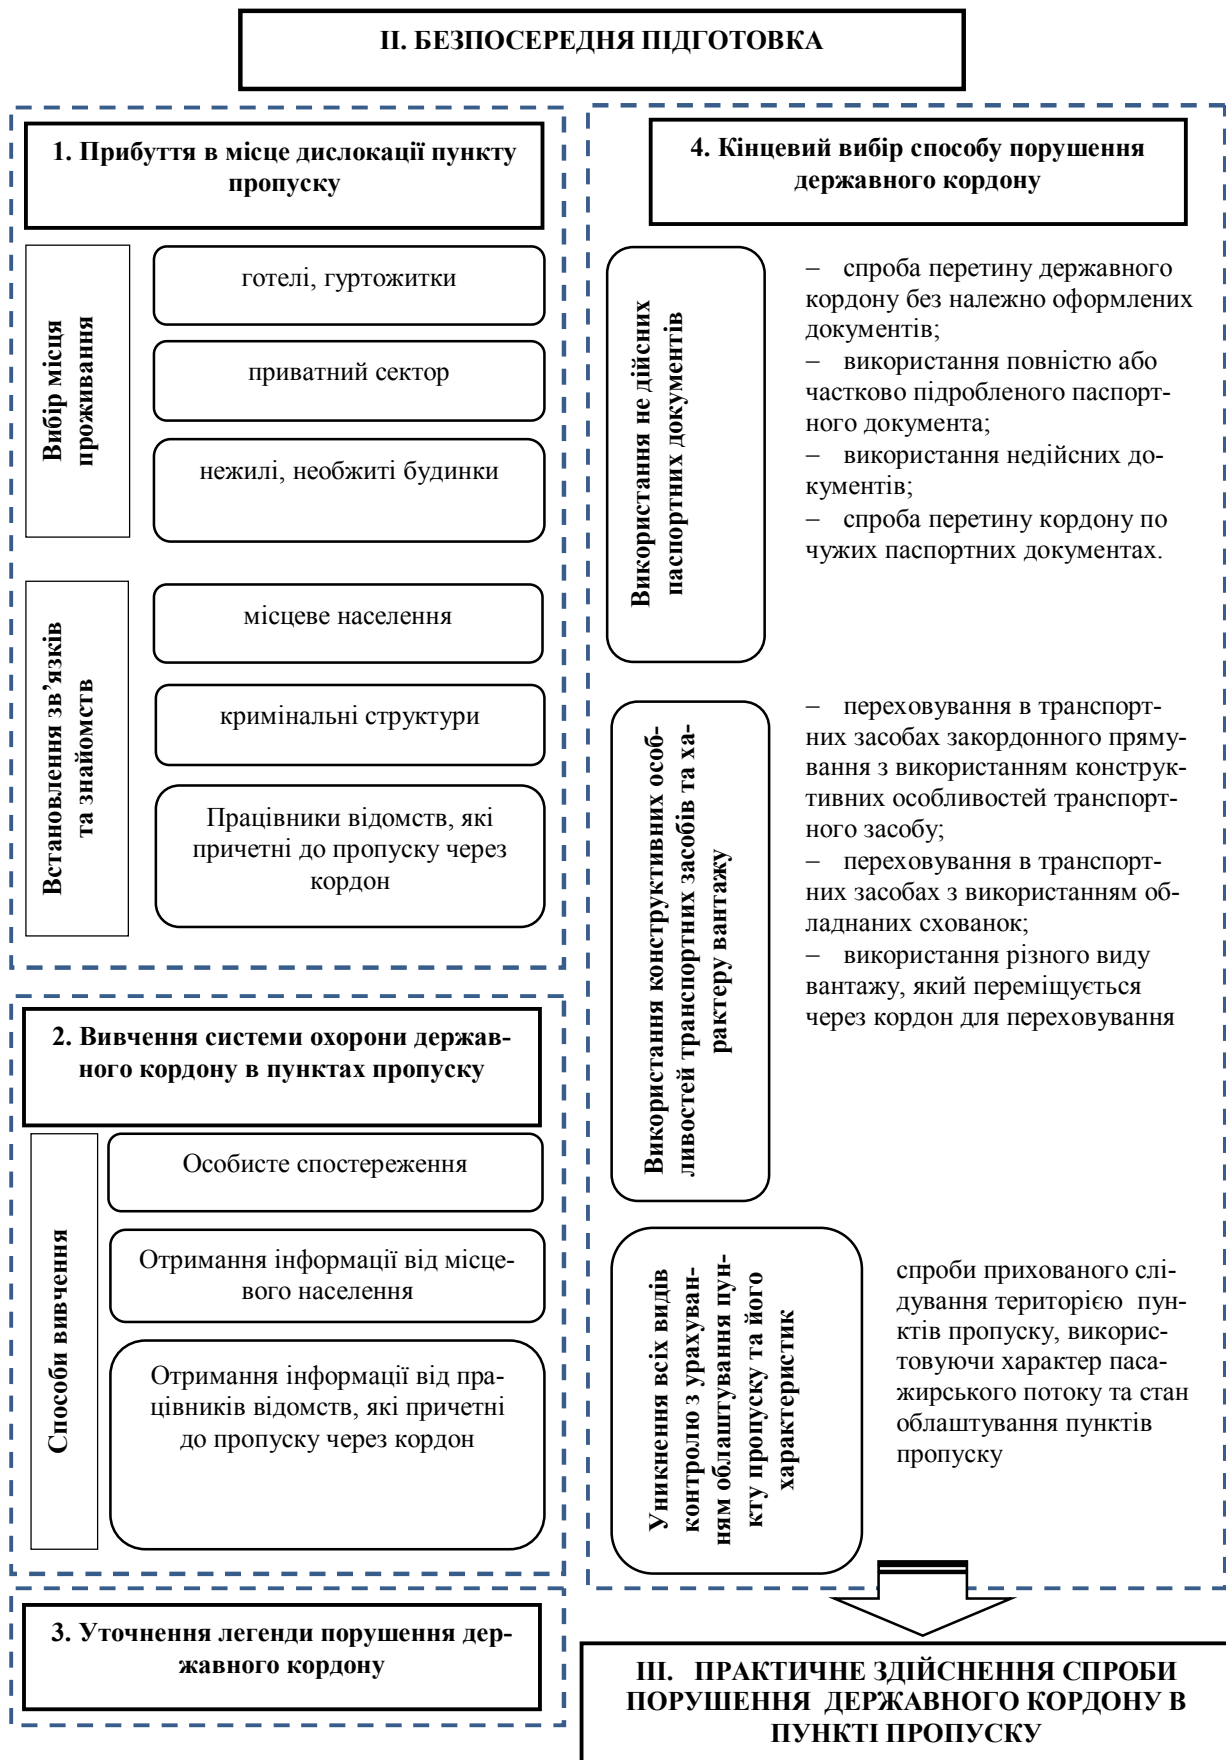 ІІ. БЕЗПОСЕРЕДНЯ ПІДГОТОВКА
1. Прибуття в місце дислокації пункту
пропуску
Вибір місця
проживання
готелі, гуртожитки
приватний сектор
нежилі, необжиті будинки
Встановлення зв’язків
та знайомств
місцеве населення
кримінальні структури
Працівники відомств, які
причетні до пропуску через
кордон
2. Вивчення системи охорони держав-
ного кордону в пунктах пропуску
Способи вивчення
Особисте спостереження
Отримання інформації від місце-
вого населення
Отримання інформації від пра-
цівників відомств, які причетні
до пропуску через кордон
3. Уточнення легенди порушення дер-
жавного кордону
4. Кінцевий вибір способу порушення
державного кордону
Використання не дійсних
паспортних документів
– спроба перетину державного
кордону без належно оформлених
документів;
– використання повністю або
частково підробленого паспорт-
ного документа;
– використання недійсних до-
кументів;
– спроба перетину кордону по
чужих паспортних документах.
Використання конструктивних особ-
ливостей транспортних засобів та ха-
рактеру вантажу
– переховування в транспорт-
них засобах закордонного пряму-
вання з використанням конструк-
тивних особливостей транспорт-
ного засобу;
– переховування в транспорт-
них засобах з використанням об-
ладнаних схованок;
– використання різного виду
вантажу, який переміщується
через кордон для переховування
Уникнення всіх видів
контролю з урахуван-
ням облаштування пун-
кту пропуску та його
характеристик
спроби прихованого слі-
дування територією пун-
ктів пропуску, викорис-
товуючи характер паса-
жирського потоку та стан
облаштування пунктів
пропуску
ІІІ. ПРАКТИЧНЕ ЗДІЙСНЕННЯ СПРОБИ
ПОРУШЕННЯ ДЕРЖАВНОГО КОРДОНУ В
ПУНКТІ ПРОПУСКУ